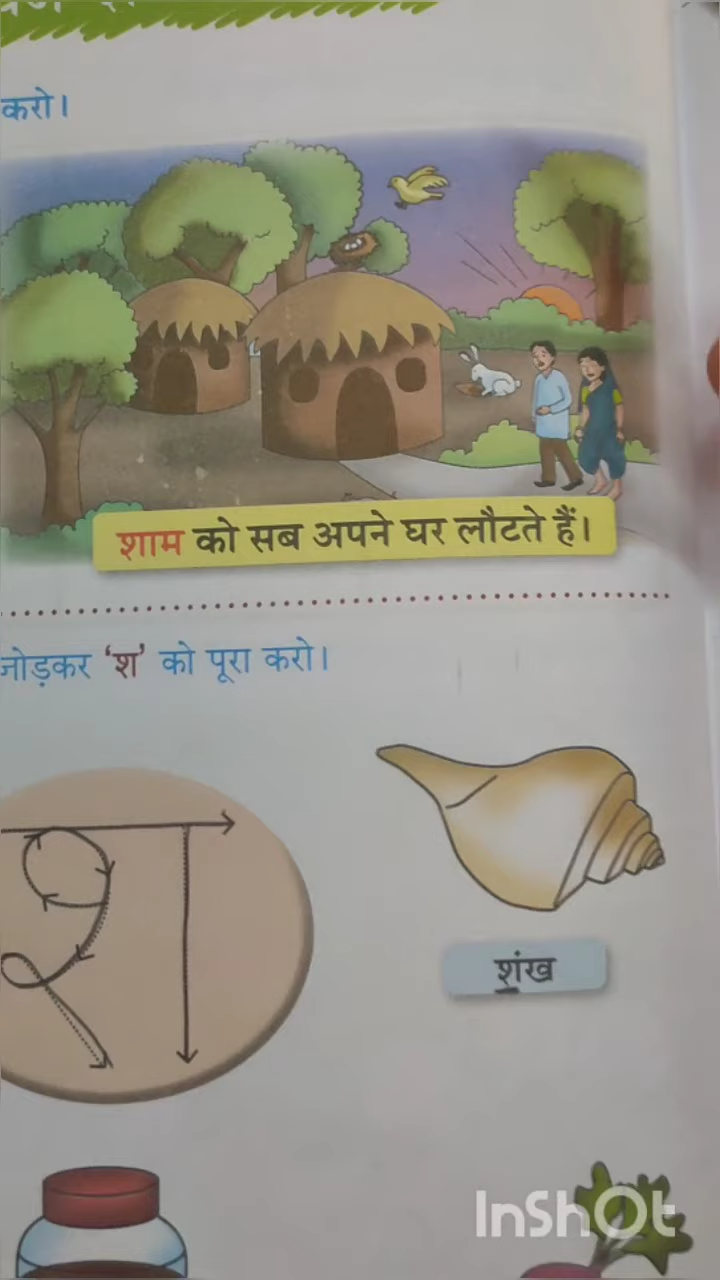 करो।
शाम को सब अपने घर लौटते हैं।
जोड़कर 'श' को पूरा करो।
श
शंख
InShOt